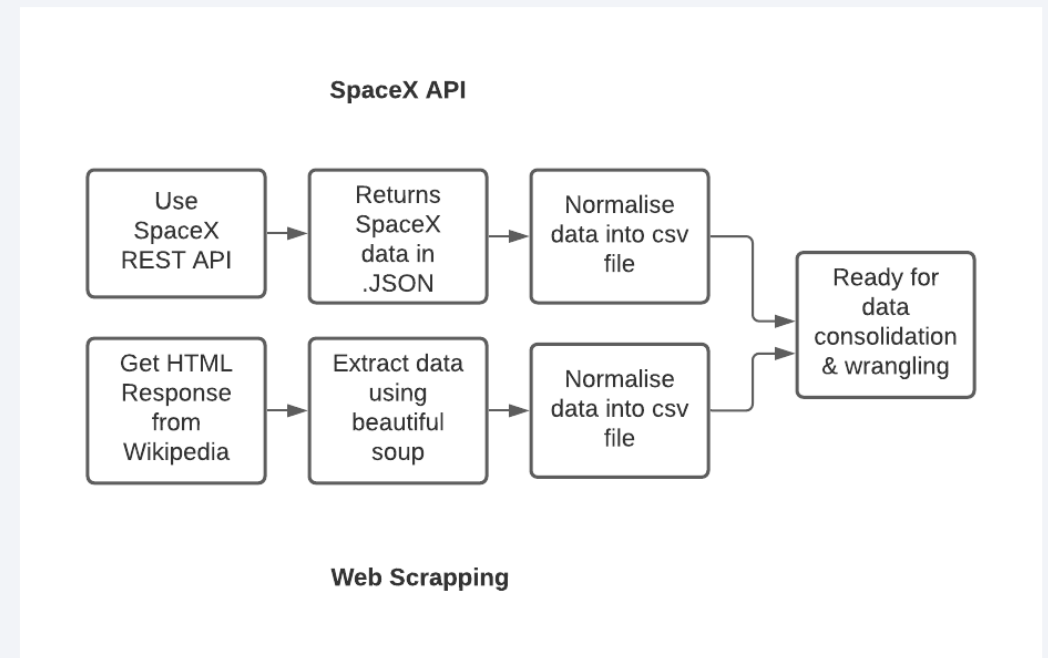 SpaceX API
Use
SpaceX
REST API
Returns
SpaceX
data in
.JSON
Normalise
data into csv
file
Ready for
data
consolidation
& wrangling
Get HTML
Response
from
Wikipedia
Extract data
using
beautiful
soup
Normalise
data into csv
file
Web Scrapping